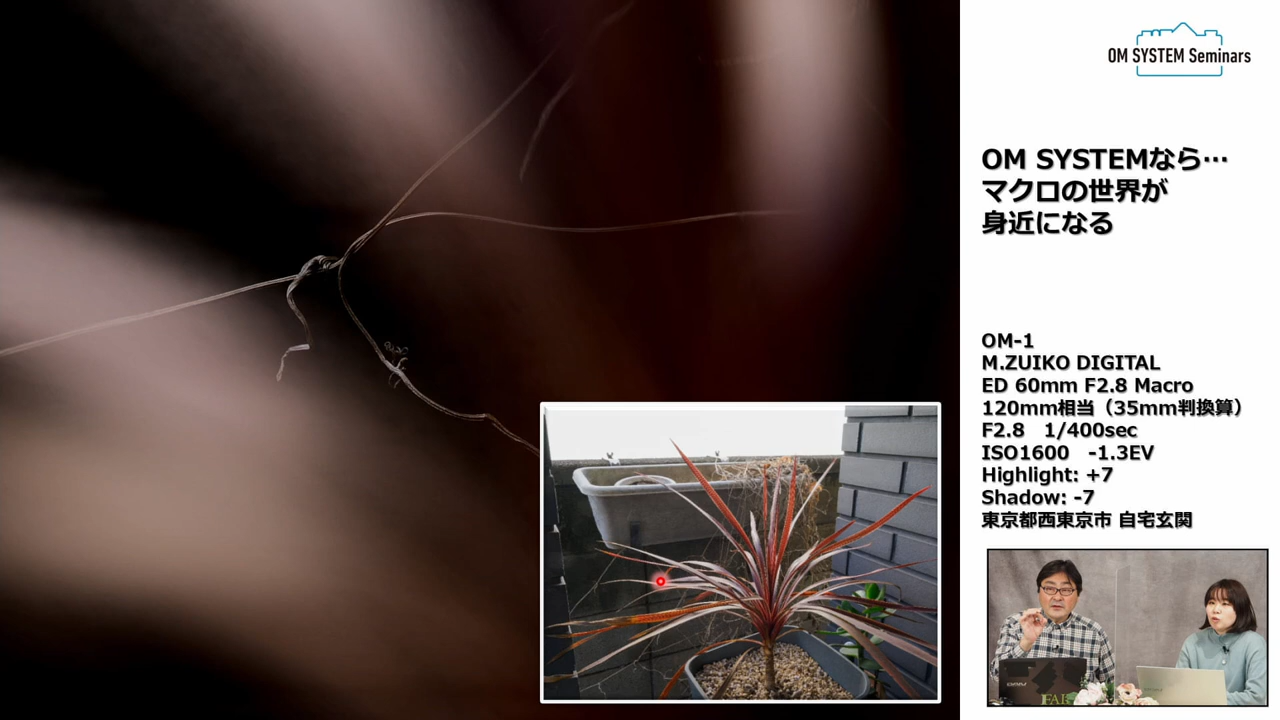 OM SYSTEM Seminars
OM SYSTEMなら…
マクロの世界が
身近になる
OM-1
M.ZUIKO DIGITAL
ED 60mm F2.8 Macro
120mm相当（35mm判換算）
F2.8 1/400sec
ISO1600 -1.3EV
Highlight: +7
Shadow: -7
東京都西東京市 自宅玄関